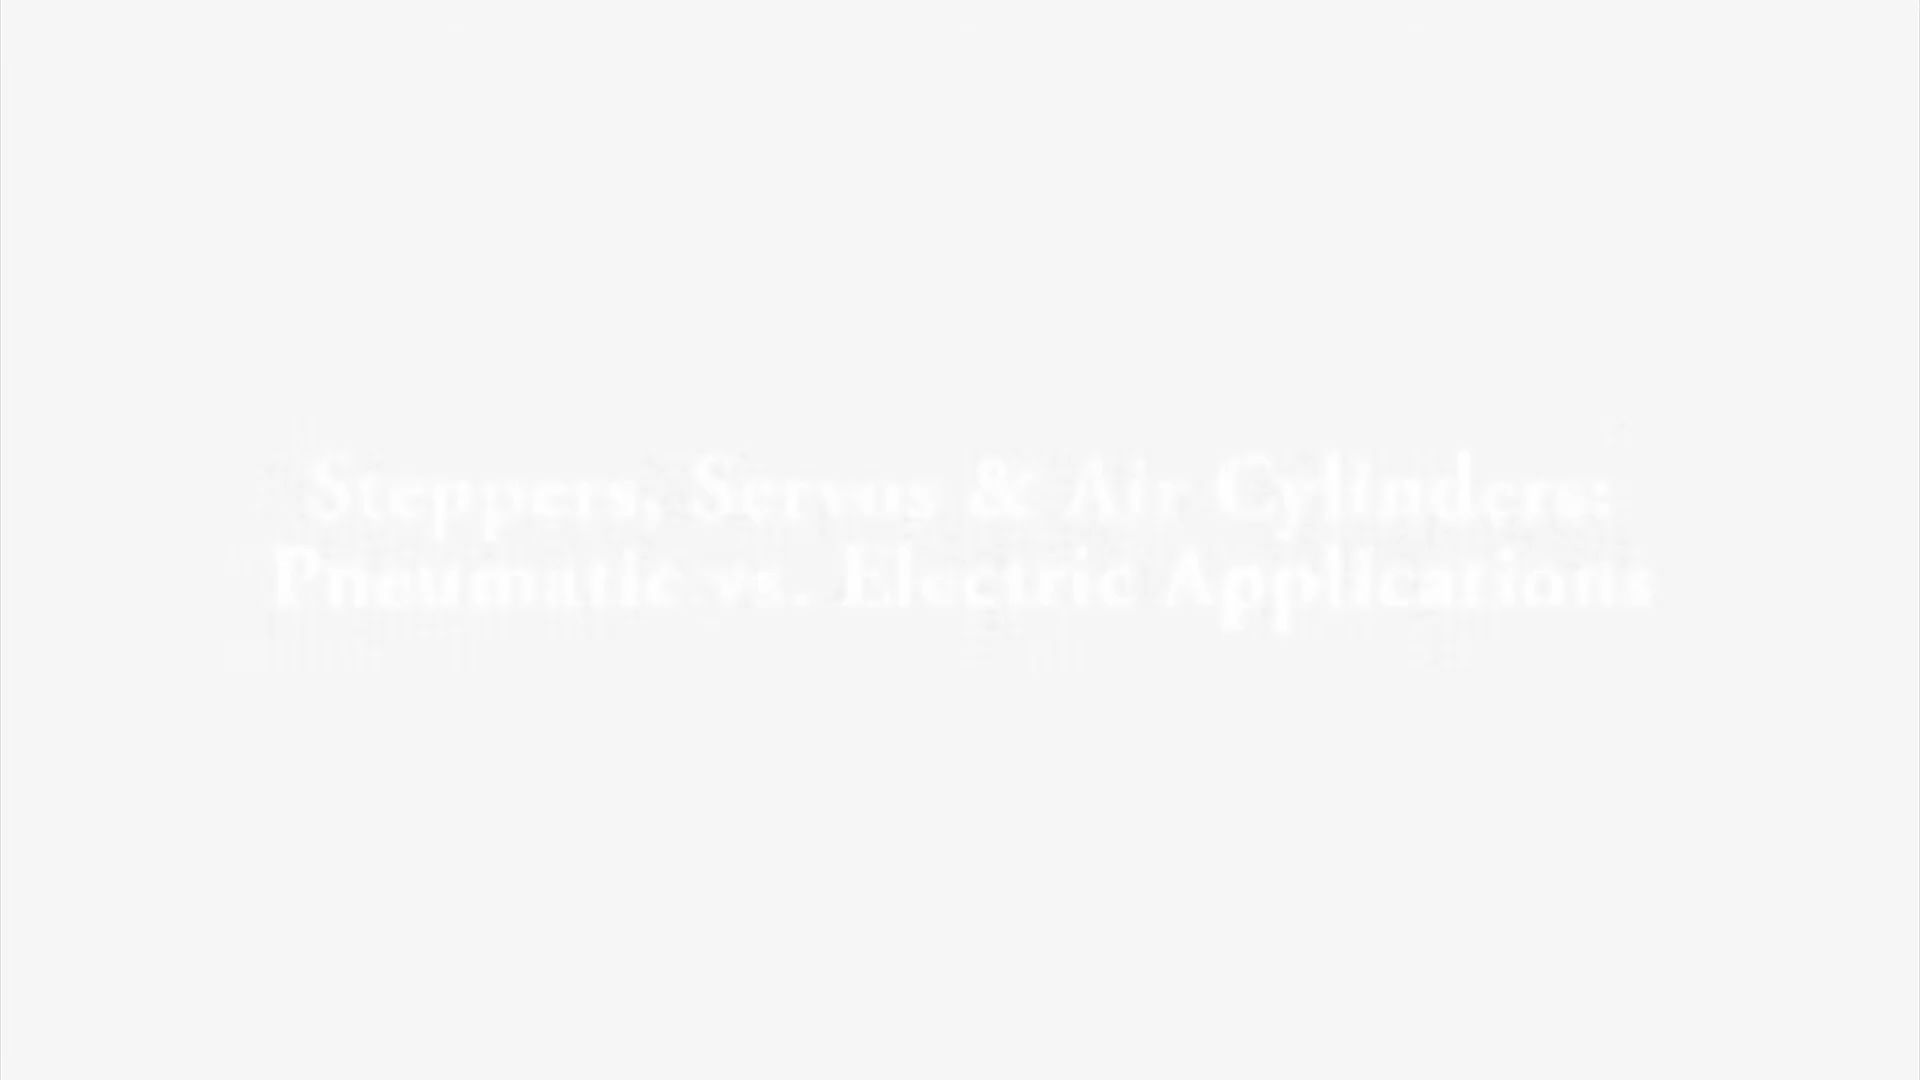 Steppers, Servos & Air Cylinders:
Pneumatic vs. Electric Applications